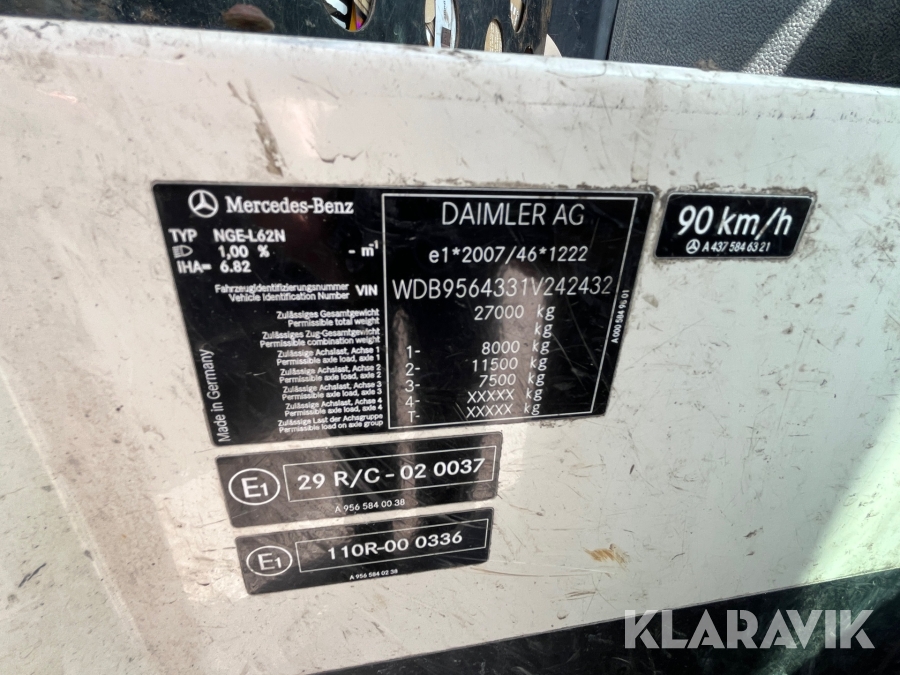 Mercedes-Benz
TYP NGE-L62N
1,00 % - m⁻¹
IHA= 6.82
Fahrzeugidentifizierungsnummer
Vehicle Identification Number VIN
Zulässiges Gesamtgewicht
Permissible total weight
Zulässiges Zug-Gesamtgewicht
Permissible combination weight
Zulässige Achslast, Achse 1
Permissible axle load, axle 1
Zulässige Achslast, Achse 2
Permissible axle load, axle 2
Zulässige Achslast, Achse 3
Permissible axle load, axle 3
Zulässige Achslast, Achse 4
Permissible axle load, axle 4
Zulässige Last der Achsgruppe
Permissible load on axle group
Made in Germany
DAIMLER AG
e1*2007/46*1222
WDB9564331V242432
27000 kg
kg
1- 8000 kg
2- 11500 kg
3- 7500 kg
4- XXXXX kg
T- XXXXX kg
A 000 584 96 01
90 km/h
A 437 584 63 21
E1 29 R/C - 02 0037
A 956 584 00 38
E1 110R-00 0336
A 956 584 02 38
KLARAVIK